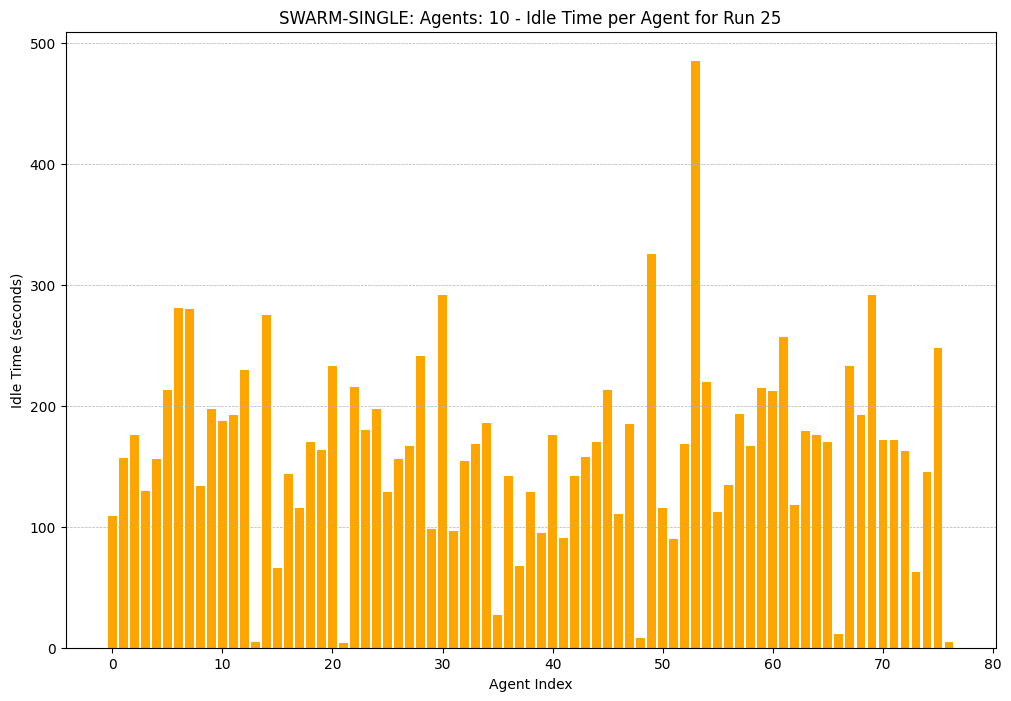 SWARM-SINGLE: Agents: 10 - Idle Time per Agent for Run 25
500
400
300
200
100
0
Idle Time (seconds)
0 10 20 30 40 50 60 70 80
Agent Index